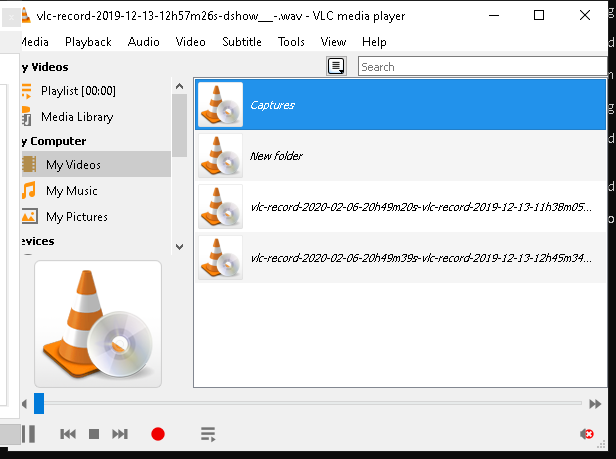 vlc-record-2019-12-13-12h57m26s-dshow___-.wav - VLC media player
Media Playback Audio Video Subtitle Tools View Help
y Videos
Search
Playlist [00:00]
Media Library
y Computer
My Videos
My Music
My Pictures
evices
Captures
New folder
vlc-record-2020-02-06-20h49m20s-vlc-record-2019-12-13-11h38m05...
vlc-record-2020-02-06-20h49m39s-vlc-record-2019-12-13-12h45m34...